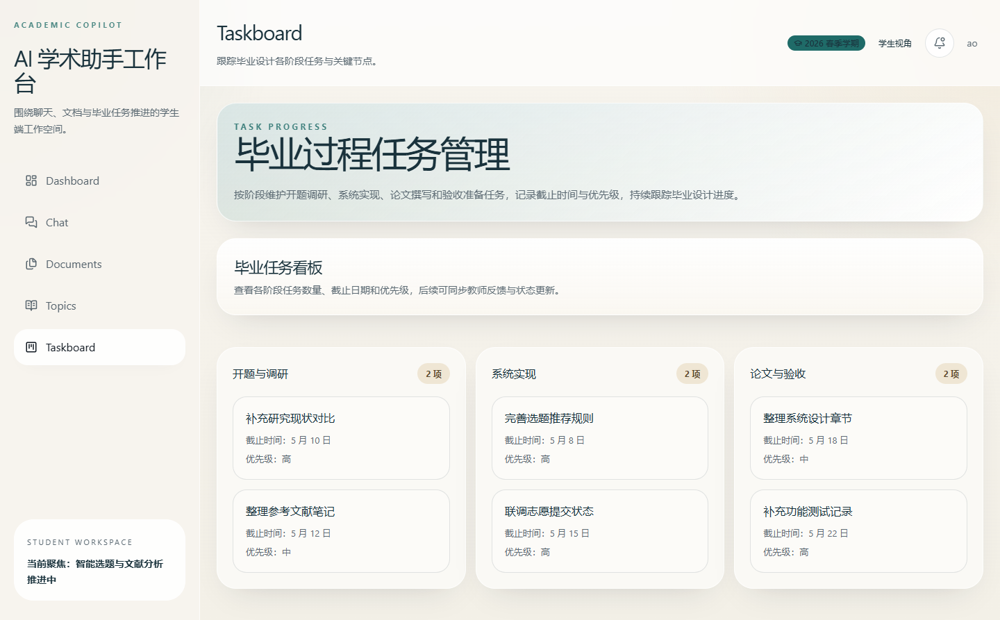 ACADEMIC COPILOT
AI 学术助手工作
台
围绕聊天、文档与毕业任务推进的学生
端工作空间。
Dashboard
Chat
Documents
Topics
Taskboard
STUDENT WORKSPACE
当前聚焦：智能选题与文献分析
推进中
Taskboard
跟踪毕业设计各阶段任务与关键节点。
2026 春季学期
学生视角
ao
TASK PROGRESS
毕业过程任务管理
按阶段维护开题调研、系统实现、论文撰写和验收准备任务，记录截止时间与优先级，持续跟踪毕业设计进度。
毕业任务看板
查看各阶段任务数量、截止日期和优先级，后续可同步教师反馈与状态更新。
开题与调研
2 项
补充研究现状对比
截止时间：5 月 10 日
优先级：高
整理参考文献笔记
截止时间：5 月 12 日
优先级：中
系统实现
2 项
完善选题推荐规则
截止时间：5 月 8 日
优先级：高
联调志愿提交状态
截止时间：5 月 15 日
优先级：高
论文与验收
2 项
整理系统设计章节
截止时间：5 月 18 日
优先级：中
补充功能测试记录
截止时间：5 月 22 日
优先级：高